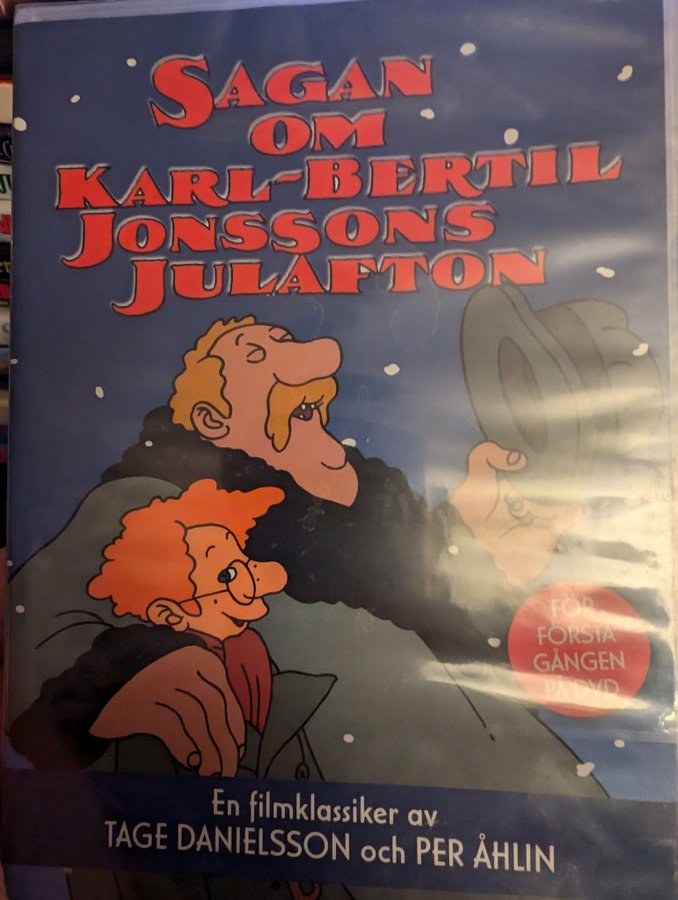 SAGAN
OM
KARL-BERTIL
JONSSONS
JULAFTON
FÖR
FÖRSTA
GÅNGEN
PÅ DVD
En filmklassiker av
TAGE DANIELSSON och PER ÅHLIN